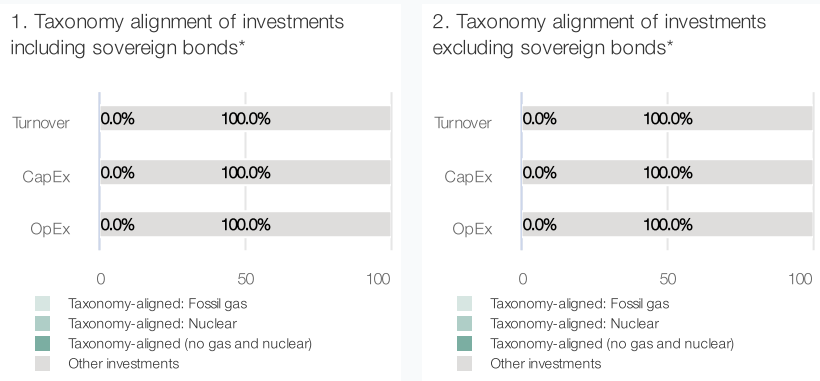 1. Taxonomy alignment of investments
including sovereign bonds*
Turnover 0.0% 100.0%
CapEx 0.0% 100.0%
OpEx 0.0% 100.0%
0 50 100
Taxonomy-aligned: Fossil gas
Taxonomy-aligned: Nuclear
Taxonomy-aligned (no gas and nuclear)
Other investments
2. Taxonomy alignment of investments
excluding sovereign bonds*
Turnover 0.0% 100.0%
CapEx 0.0% 100.0%
OpEx 0.0% 100.0%
0 50 100
Taxonomy-aligned: Fossil gas
Taxonomy-aligned: Nuclear
Taxonomy-aligned (no gas and nuclear)
Other investments